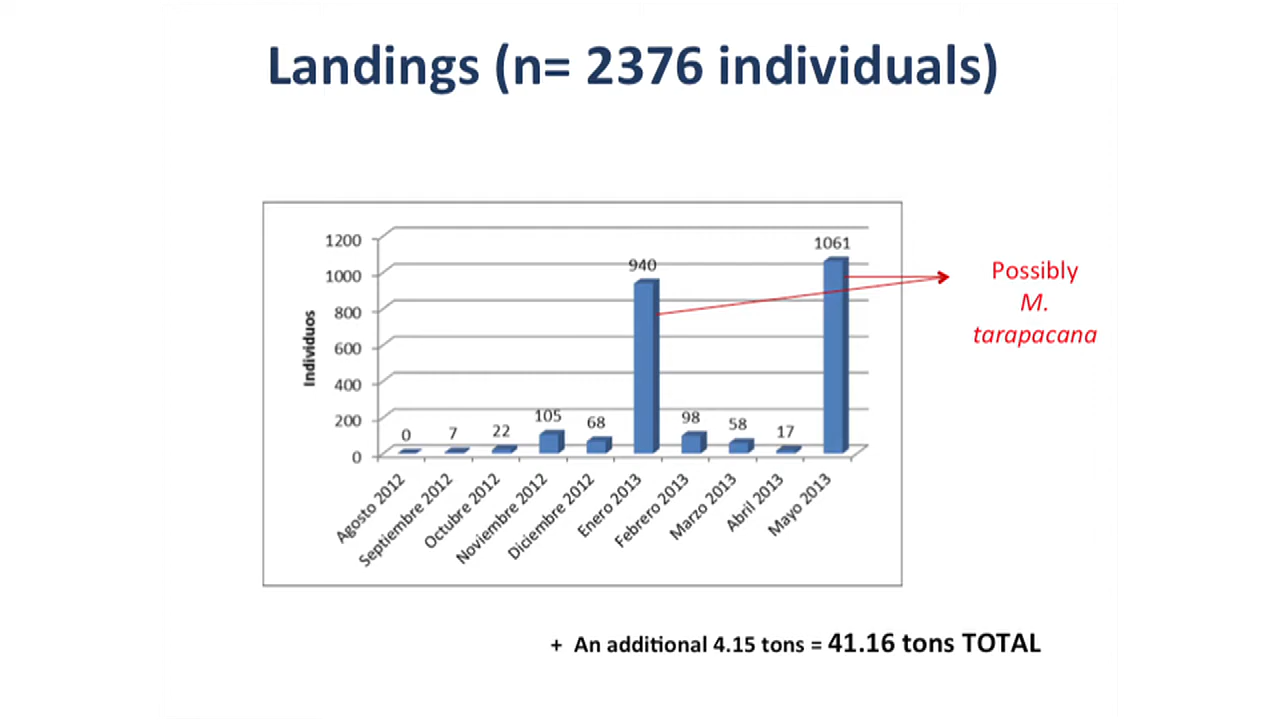 Landings (n= 2376 individuals)
1200
1000
800
600
400
200
0
Individuos
0
7
22
105
68
940
98
58
17
1061
Agosto 2012
Septiembre 2012
Octubre 2012
Noviembre 2012
Diciembre 2012
Enero 2013
Febrero 2013
Marzo 2013
Abril 2013
Mayo 2013
Possibly
M.
tarapacana
+ An additional 4.15 tons = 41.16 tons TOTAL